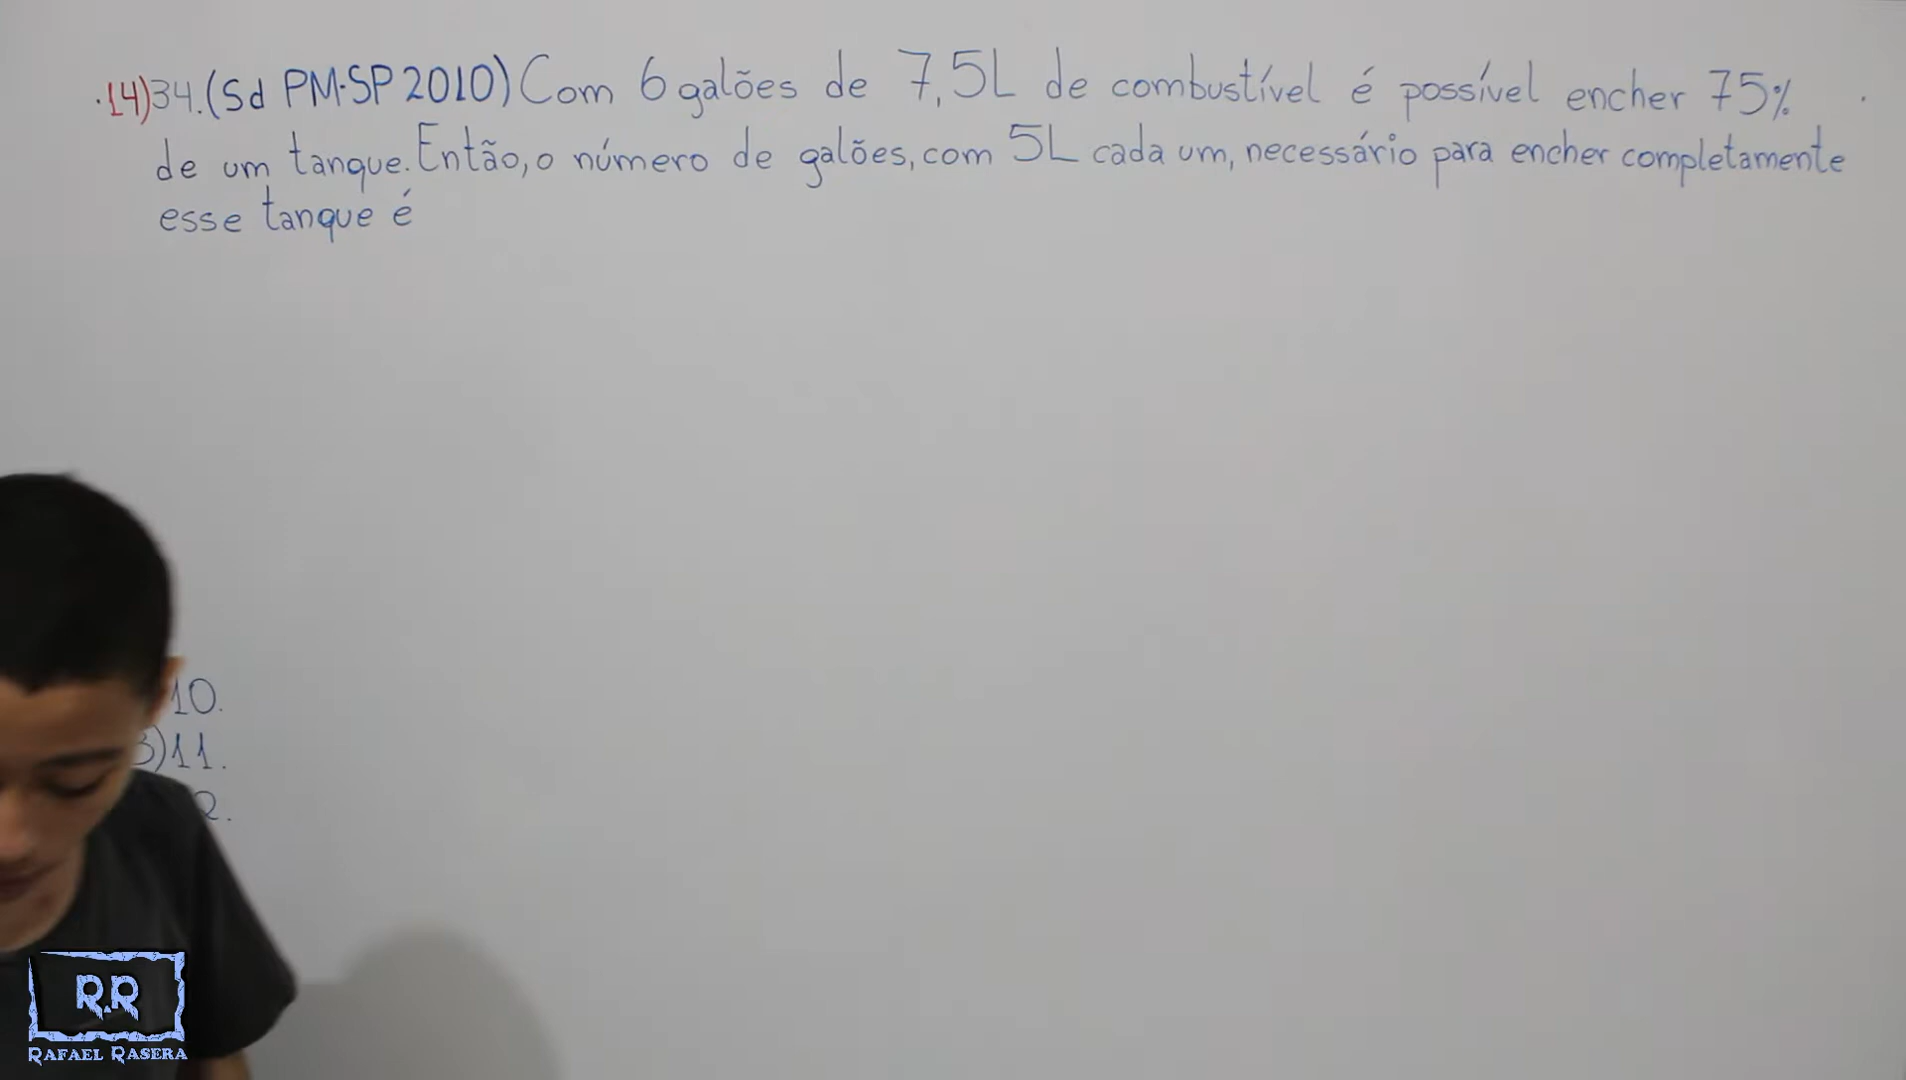 .14)34.(Sd PM-SP 2010) Com 6 galões de 7,5L de combustível é possível encher 75%
de um tanque. Então, o número de galões, com 5L cada um, necessário para encher completamente
esse tanque é
10.
)11.
R.R
RAFAEL RASERA